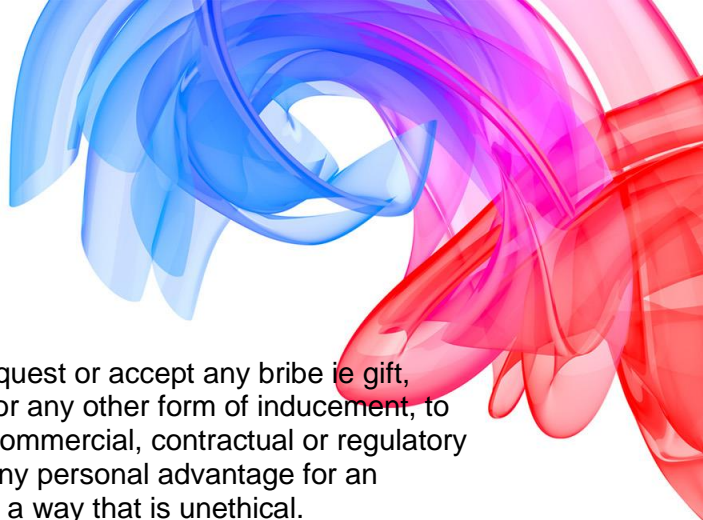 quest or accept any bribe ie gift,
or any other form of inducement, to
ommercial, contractual or regulatory
ny personal advantage for an
a way that is unethical.